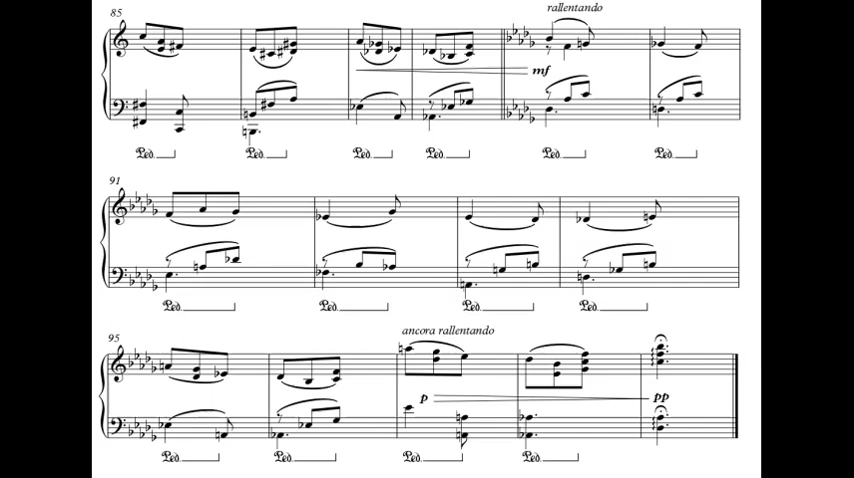 85
rallentando
mf
Ped. Ped. Ped. Ped. Ped. Ped.
91
Ped. Ped. Ped. Ped.
95
ancora rallentando
p pp
Ped. Ped. Ped. Ped.